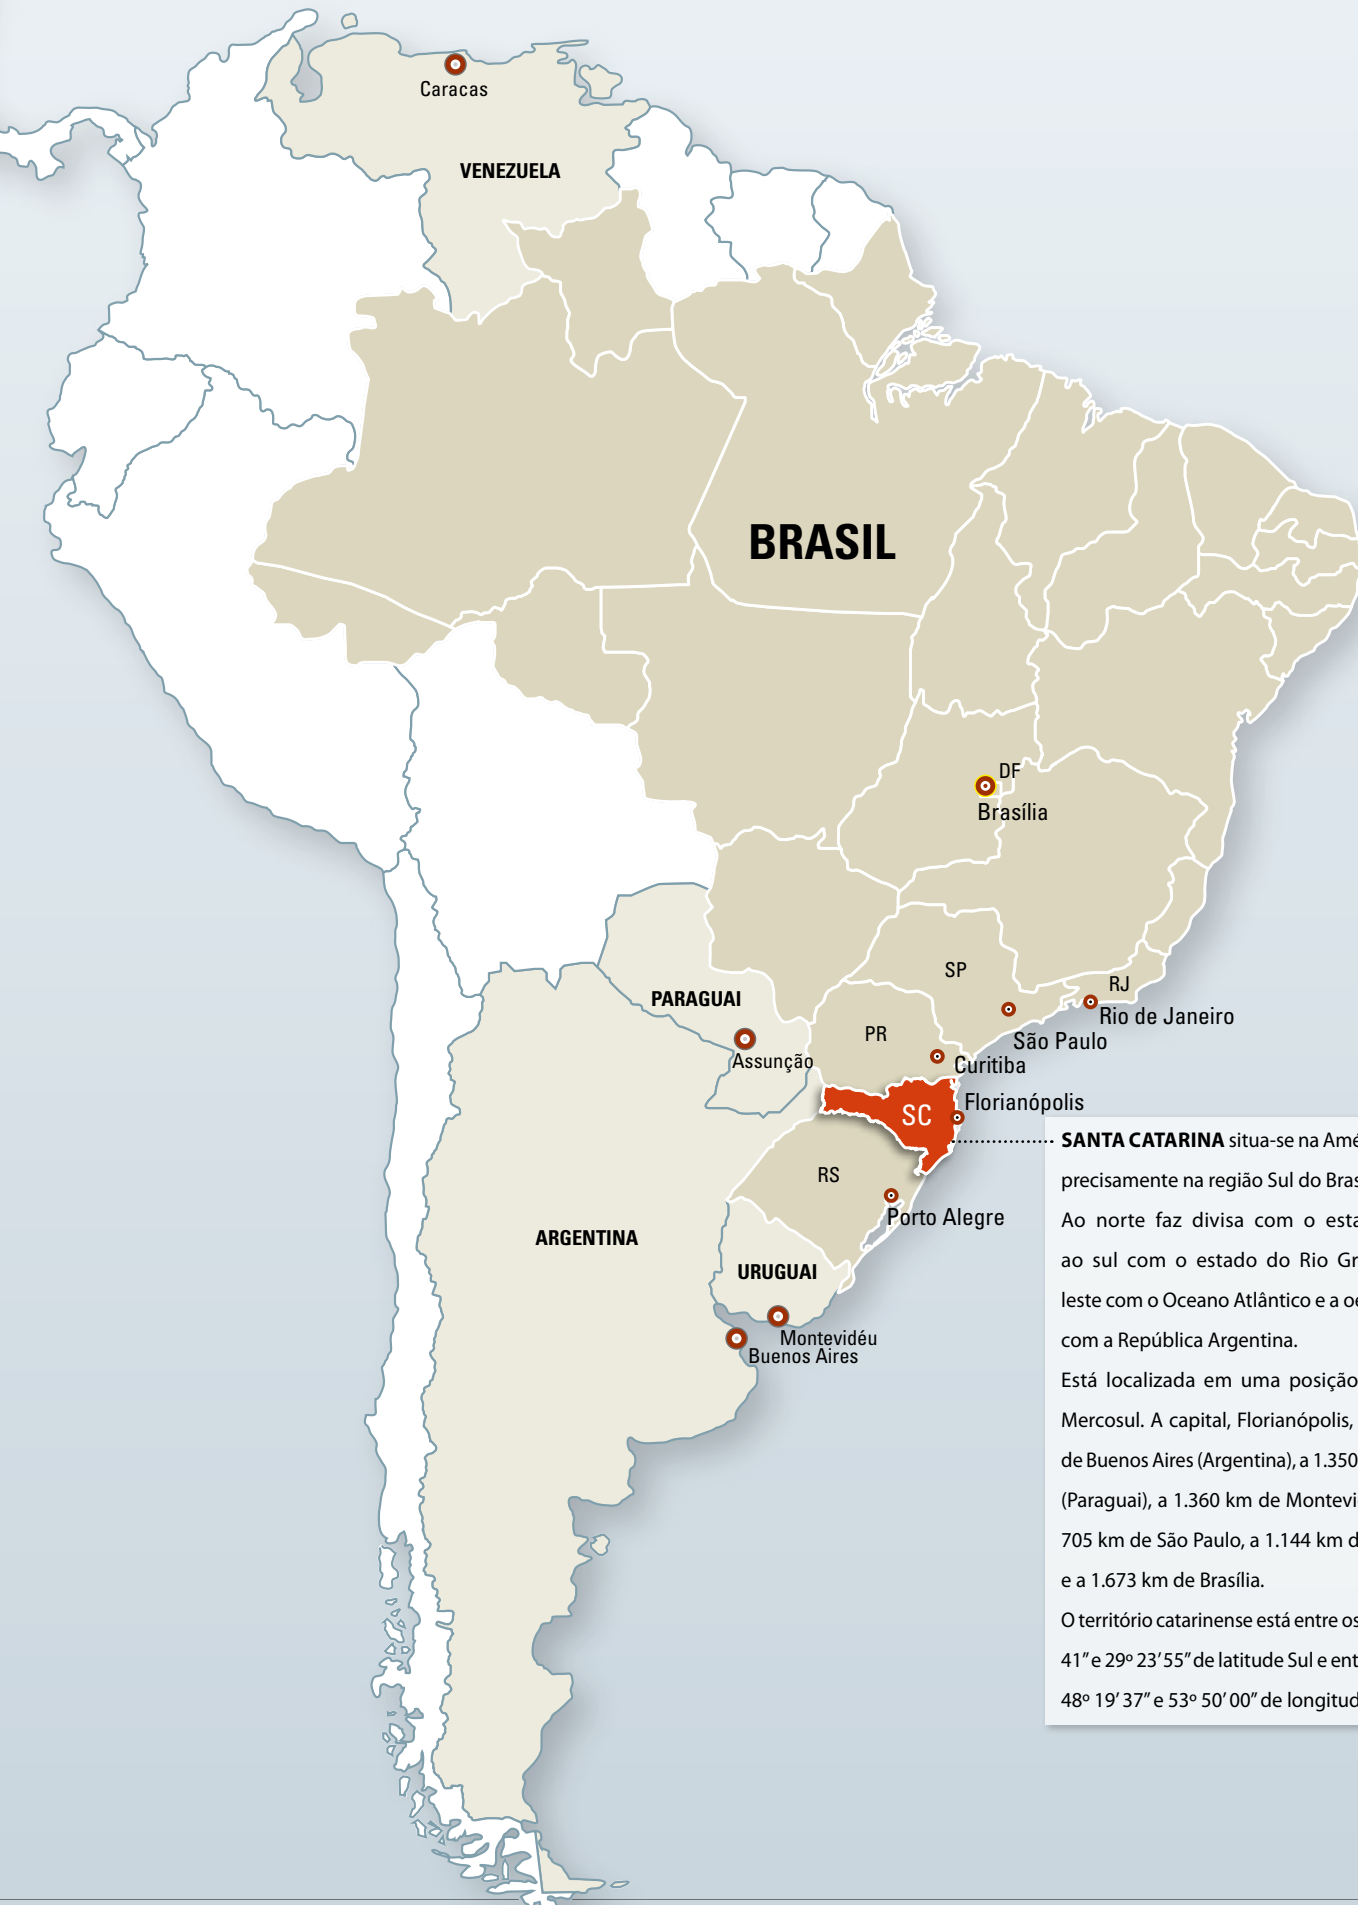 Caracas
VENEZUELA
BRASIL
DF
Brasília
SP
RJ
Rio de Janeiro
PARAGUAI
São Paulo
PR
Assunção
Curitiba
Florianópolis
SC
SANTA CATARINA situa-se na Amé
precisamente na região Sul do Bras
Ao norte faz divisa com o esta
ao sul com o estado do Rio Gr
leste com o Oceano Atlântico e a oe
com a República Argentina.
Está localizada em uma posição
Mercosul. A capital, Florianópolis,
de Buenos Aires (Argentina), a 1.350
(Paraguai), a 1.360 km de Montevi
705 km de São Paulo, a 1.144 km d
e a 1.673 km de Brasília.
O território catarinense está entre os
41” e 29º 23’ 55” de latitude Sul e ent
48º 19’ 37” e 53º 50’ 00” de longitud
RS
Porto Alegre
ARGENTINA
URUGUAI
Montevidéu
Buenos Aires